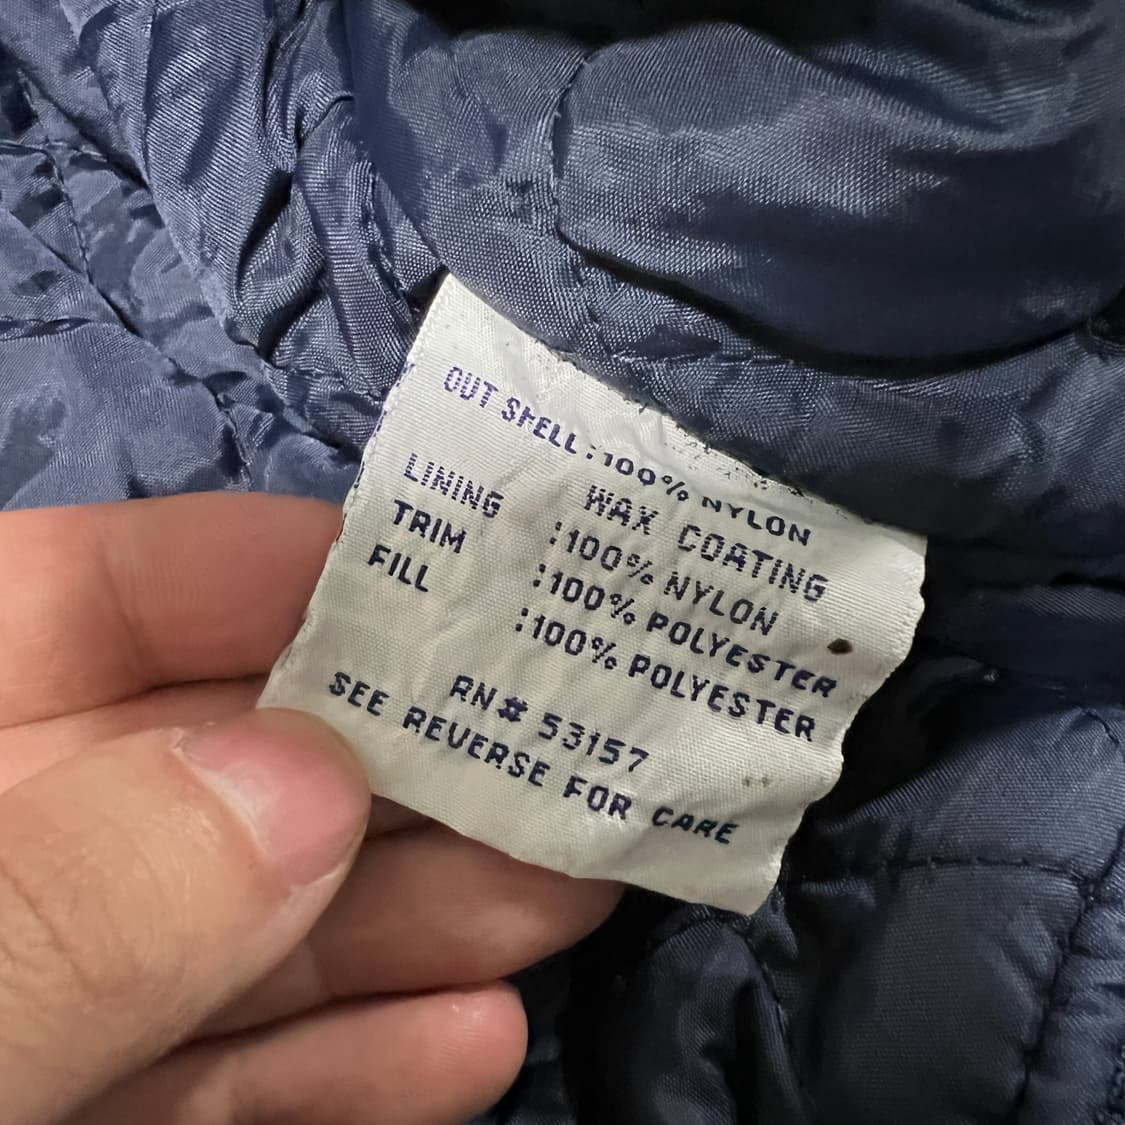 OUT SHELL:100% NYLON
WAX COATING
LINING :100% NYLON
TRIM :100% POLYESTER
FILL :100% POLYESTER
RN# 53157
SEE REVERSE FOR CARE